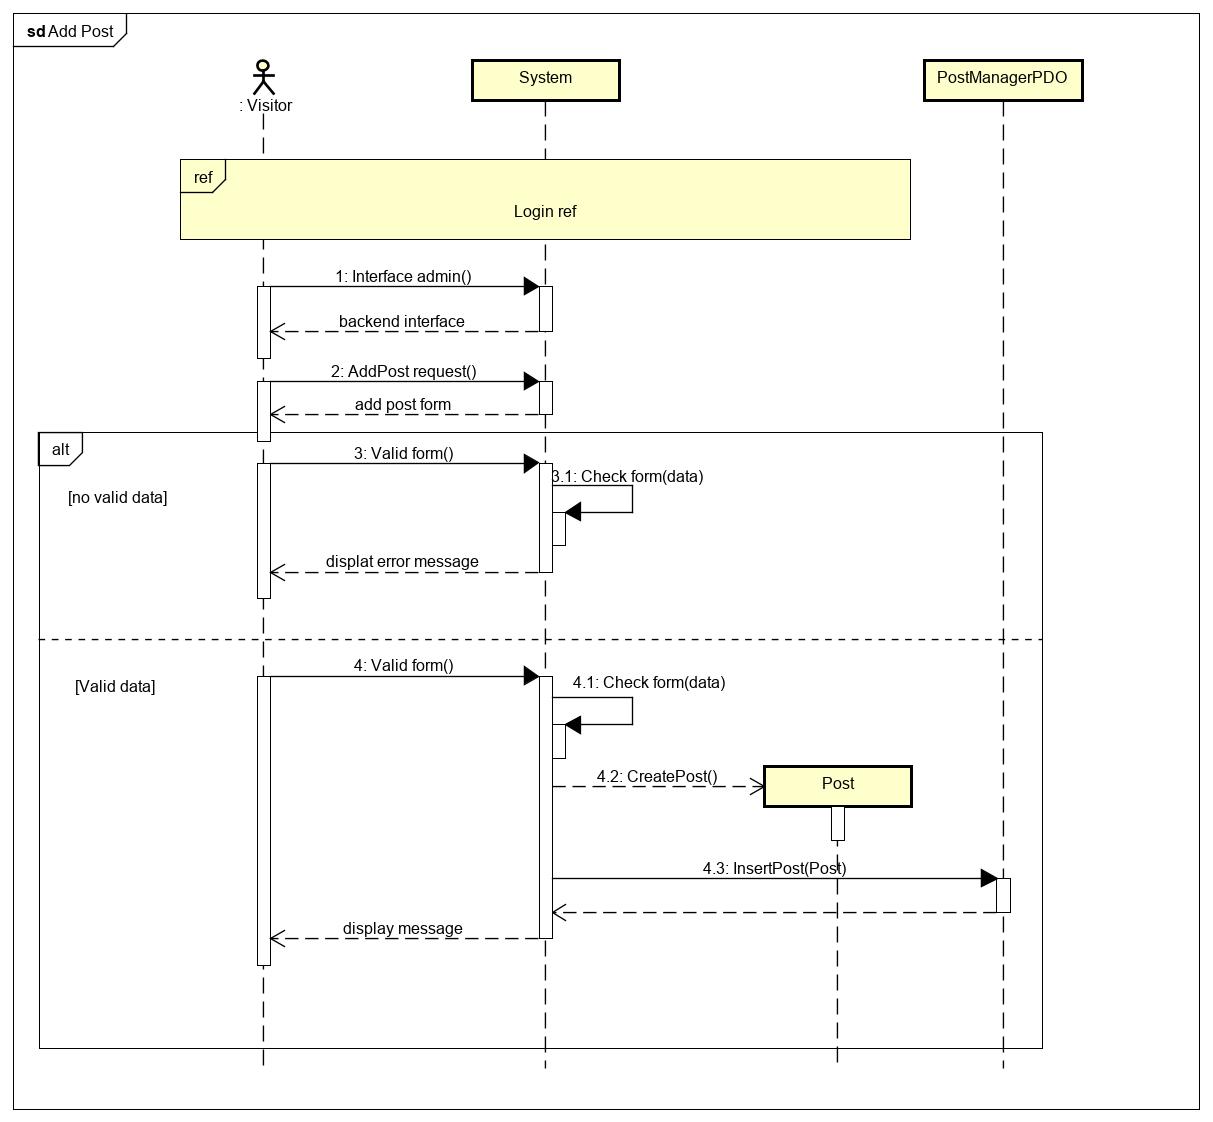 sd Add Post
System
PostManagerPDO
: Visitor
ref
Login ref
1: Interface admin()
backend interface
2: AddPost request()
add post form
alt
3: Valid form()
3.1: Check form(data)
[no valid data]
displat error message
4: Valid form()
4.1: Check form(data)
[Valid data]
4.2: CreatePost()
Post
4.3: InsertPost(Post)
display message